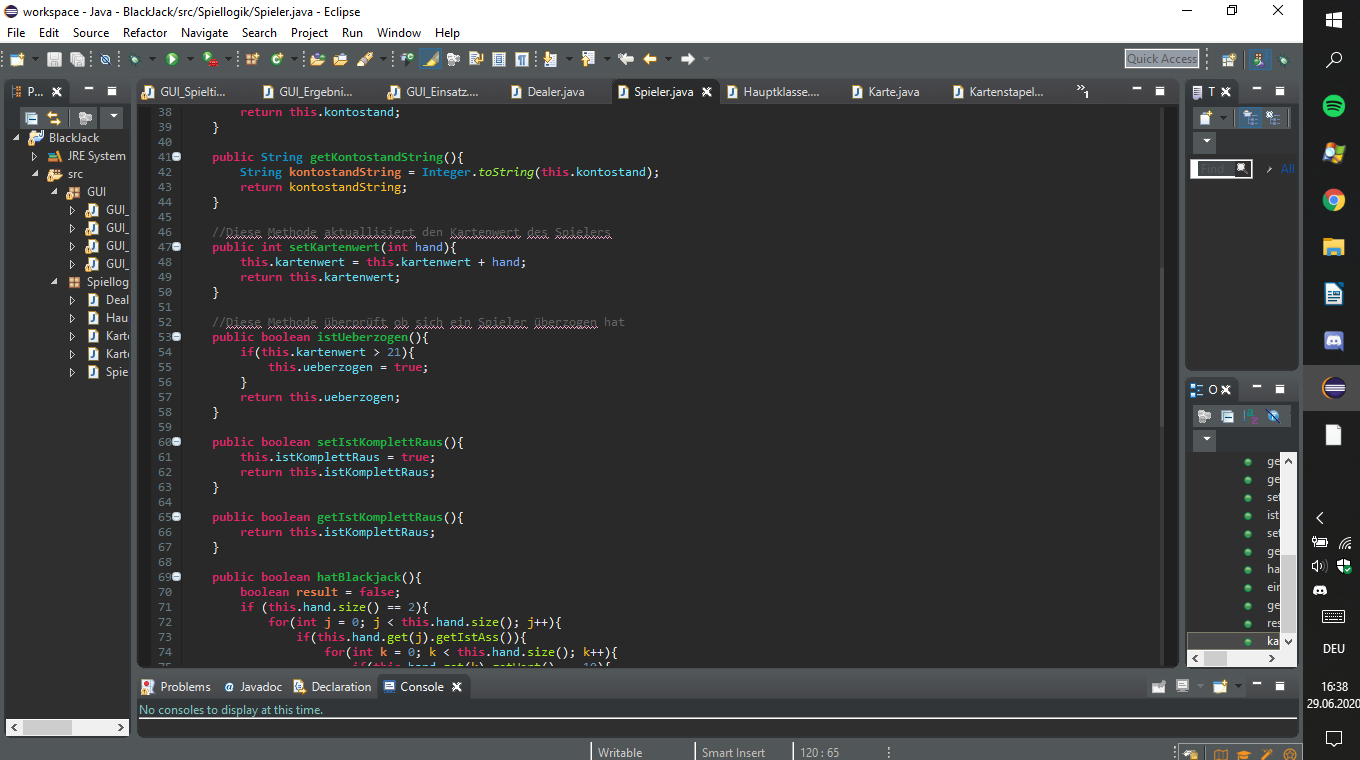 workspace - Java - BlackJack/src/Spiellogik/Spieler.java - Eclipse
File Edit Source Refactor Navigate Search Project Run Window Help
Quick Access
P...
GUI_Spielti... GUI_Ergebni... GUI_Einsatz.... Dealer.java Spieler.java Hauptklasse.... Karte.java Kartenstapel... »1
T
BlackJack
JRE System
src
GUI
GUI_
GUI_
GUI_
GUI_
Spiellog
Deal
Hau
Kart
Kart
Spie
38 return this.kontostand;
39 }
40
41 public String getKontostandString(){
42 String kontostandString = Integer.toString(this.kontostand);
43 return kontostandString;
44 }
45
46 //Diese Methode aktuallisiert den Kartenwert des Spielers
47 public int setKartenwert(int hand){
48 this.kartenwert = this.kartenwert + hand;
49 return this.kartenwert;
50 }
51
52 //Diese Methode überprüft ob sich ein Spieler überzogen hat
53 public boolean istUeberzogen(){
54 if(this.kartenwert > 21){
55 this.ueberzogen = true;
56 }
57 return this.ueberzogen;
58 }
59
60 public boolean setIstKomplettRaus(){
61 this.istKomplettRaus = true;
62 return this.istKomplettRaus;
63 }
64
65 public boolean getIstKomplettRaus(){
66 return this.istKomplettRaus;
67 }
68
69 public boolean hatBlackjack(){
70 boolean result = false;
71 if (this.hand.size() == 2){
72 for(int j = 0; j < this.hand.size(); j++){
73 if(this.hand.get(j).getIstAss()){
74 for(int k = 0; k < this.hand.size(); k++){
Find
All
O
ge
ge
set
ist
set
ge
ha
ein
ge
res
ka
Problems Javadoc Declaration Console
No consoles to display at this time.
Writable Smart Insert 120 : 65
DEU
16:38
29.06.2020